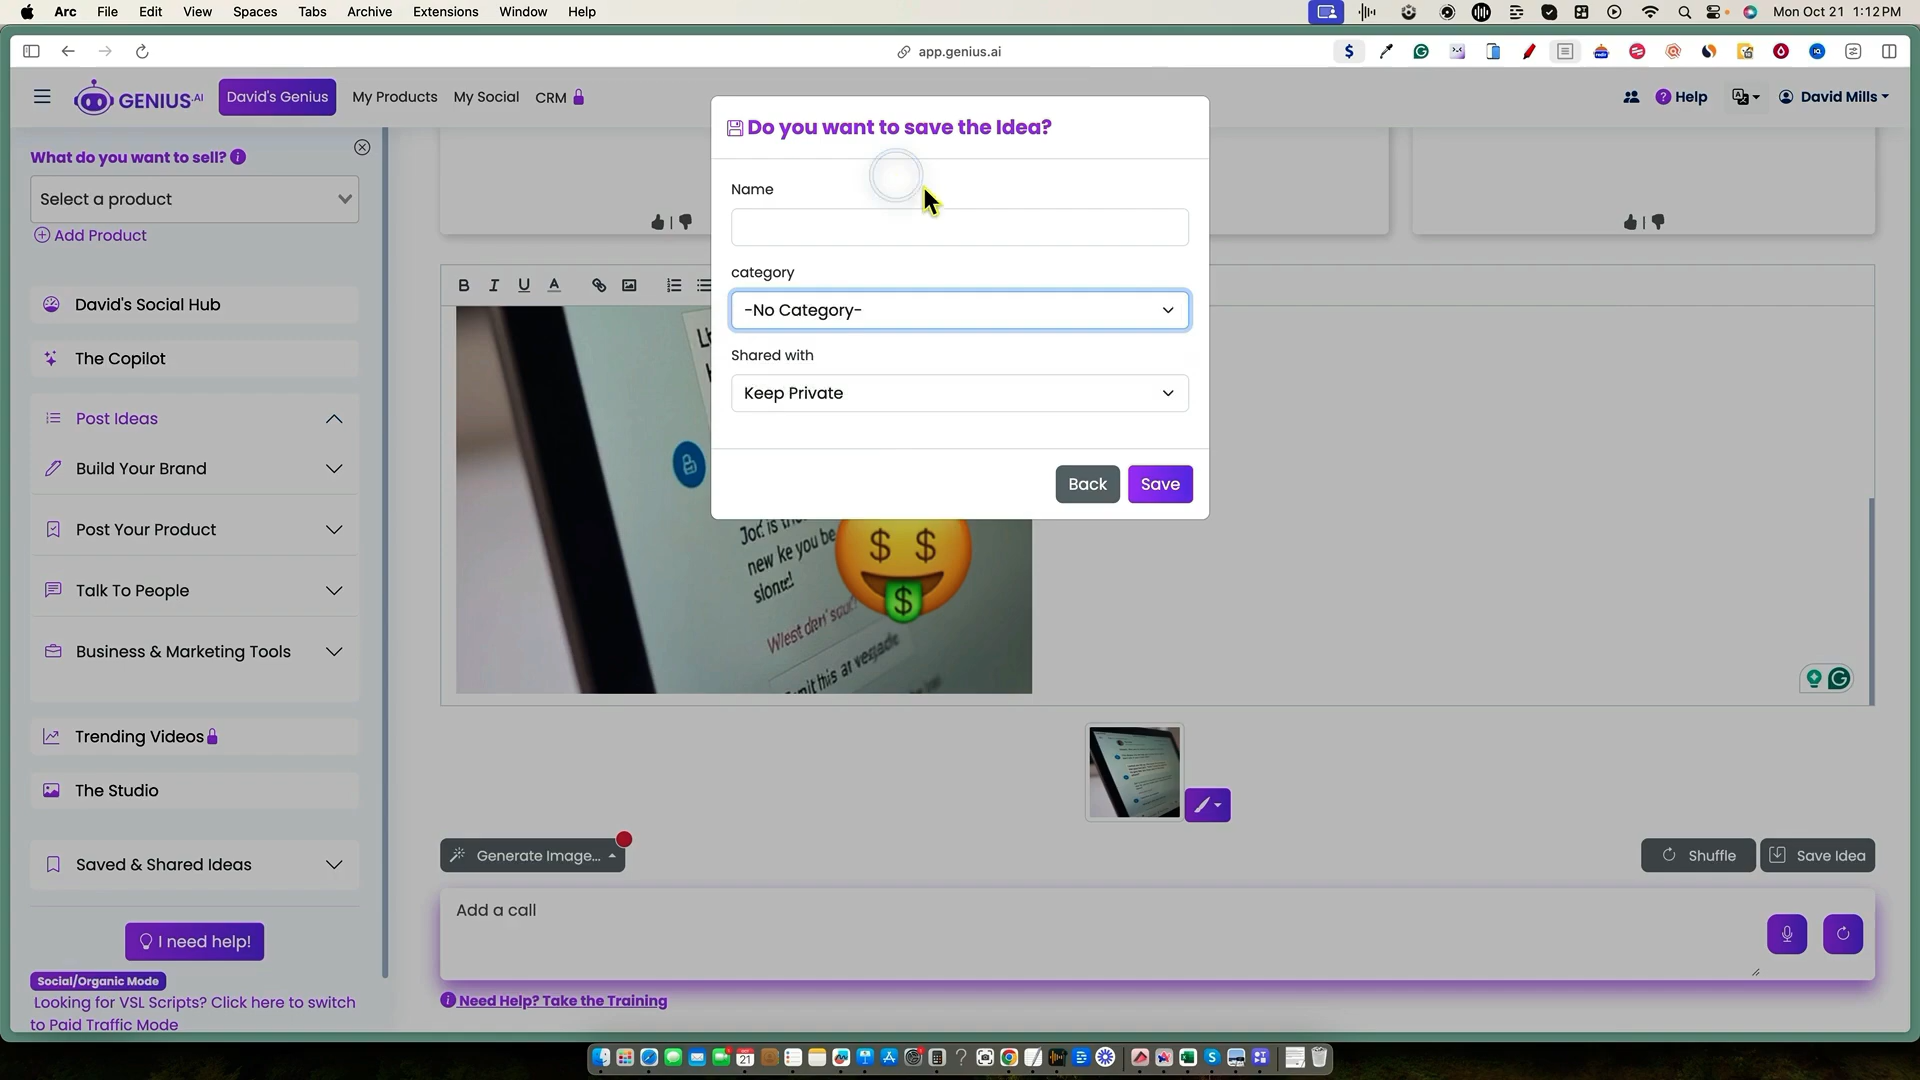 Arc File Edit View Spaces Tabs Archive Extensions Window Help
Mon Oct 21 1:12 PM
app.genius.ai
GENIUS.AI David's Genius My Products My Social CRM
Help David Mills
What do you want to sell?
Select a product
Add Product
David's Social Hub
The Copilot
Post Ideas
Build Your Brand
Post Your Product
Talk To People
Business & Marketing Tools
Trending Videos
The Studio
Saved & Shared Ideas
I need help!
Social/Organic Mode
Looking for VSL Scripts? Click here to switch
to Paid Traffic Mode
Do you want to save the Idea?
Name
category
-No Category-
Shared with
Keep Private
Back Save
B I U A
new ke you be
Generate Image...
Shuffle Save Idea
Add a call
Need Help? Take the Training